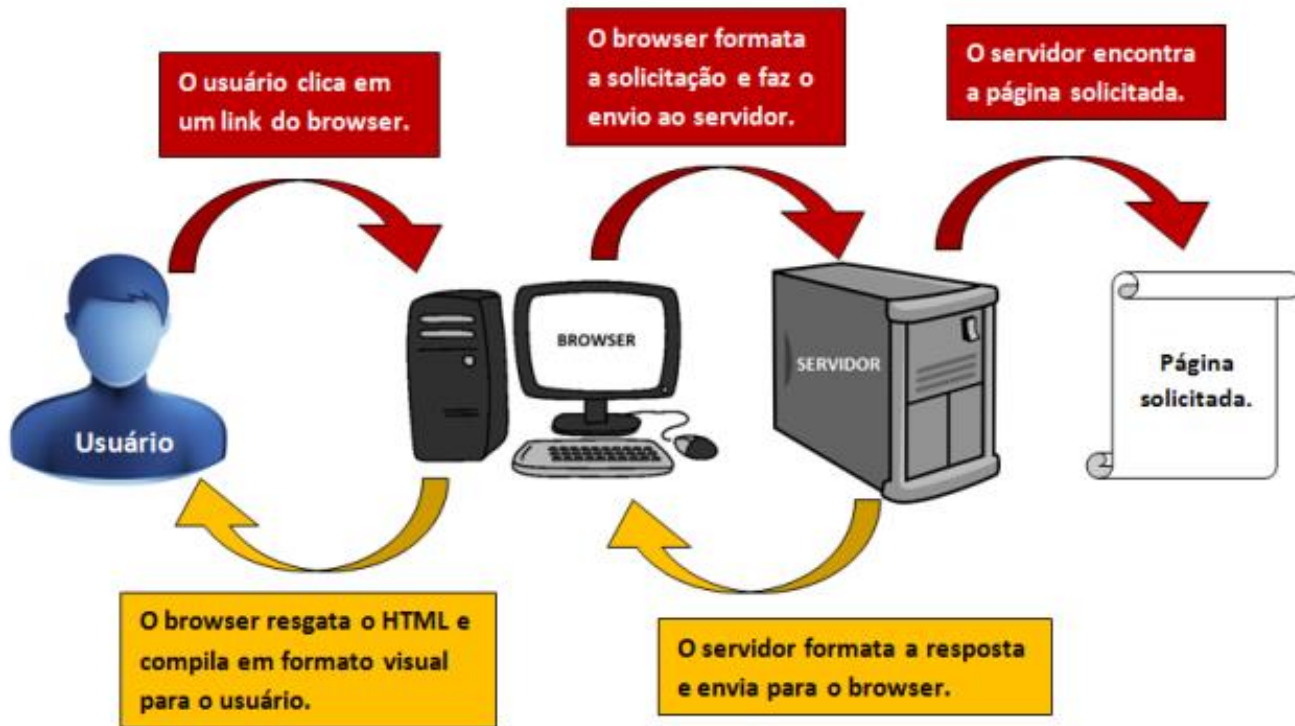 O usuário clica em
um link do browser.
O browser formata
a solicitação e faz o
envio ao servidor.
O servidor encontra
a página solicitada.
Usuário
BROWSER
SERVIDOR
Página
solicitada.
O browser resgata o HTML e
compila em formato visual
para o usuário.
O servidor formata a resposta
e envia para o browser.